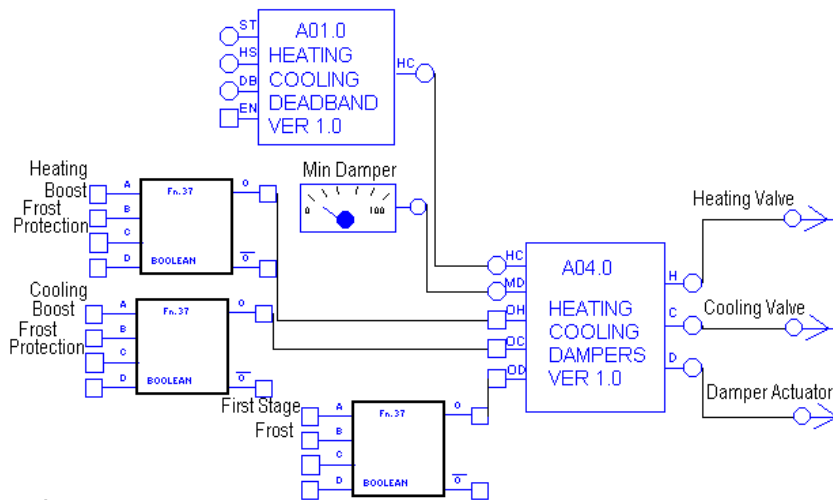 ST
HS
DB
EN
A01.0
HEATING
COOLING
DEADBAND
VER 1.0
HC
Min Damper
0
100
Heating
Boost
Frost
Protection
A
B
C
D
Fn.37
BOOLEAN
O
O
Cooling
Boost
Frost
Protection
A
B
C
D
Fn.37
BOOLEAN
O
O
First Stage
Frost
A
B
C
D
Fn.37
BOOLEAN
O
O
HC
MD
OH
OC
OD
A04.0
HEATING
COOLING
DAMPERS
VER 1.0
H
C
D
Heating Valve
Cooling Valve
Damper Actuator